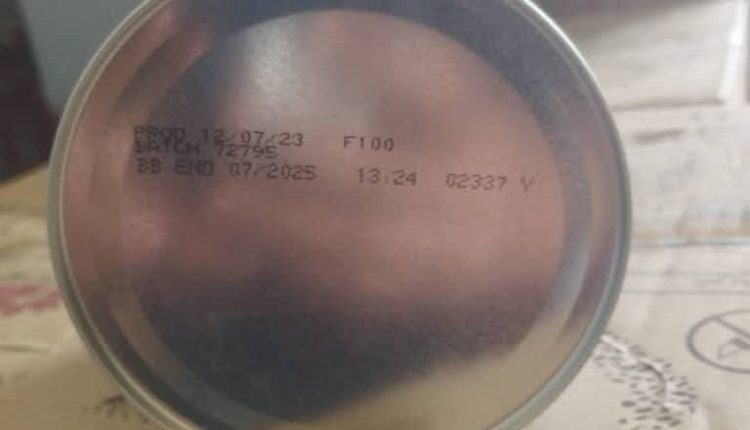 PROD 12/07/23 F100
BATCH 72795
BB END 07/2025 13:24 02337 V